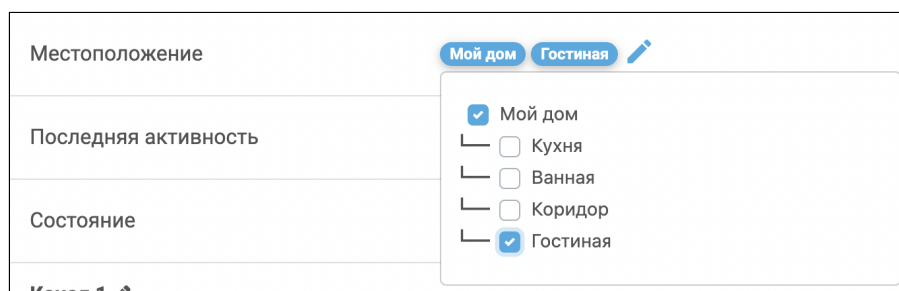 Местоположение
Мой дом Гостиная
Мой дом
Кухня
Последняя активность
Ванная
Коридор
Состояние
Гостиная